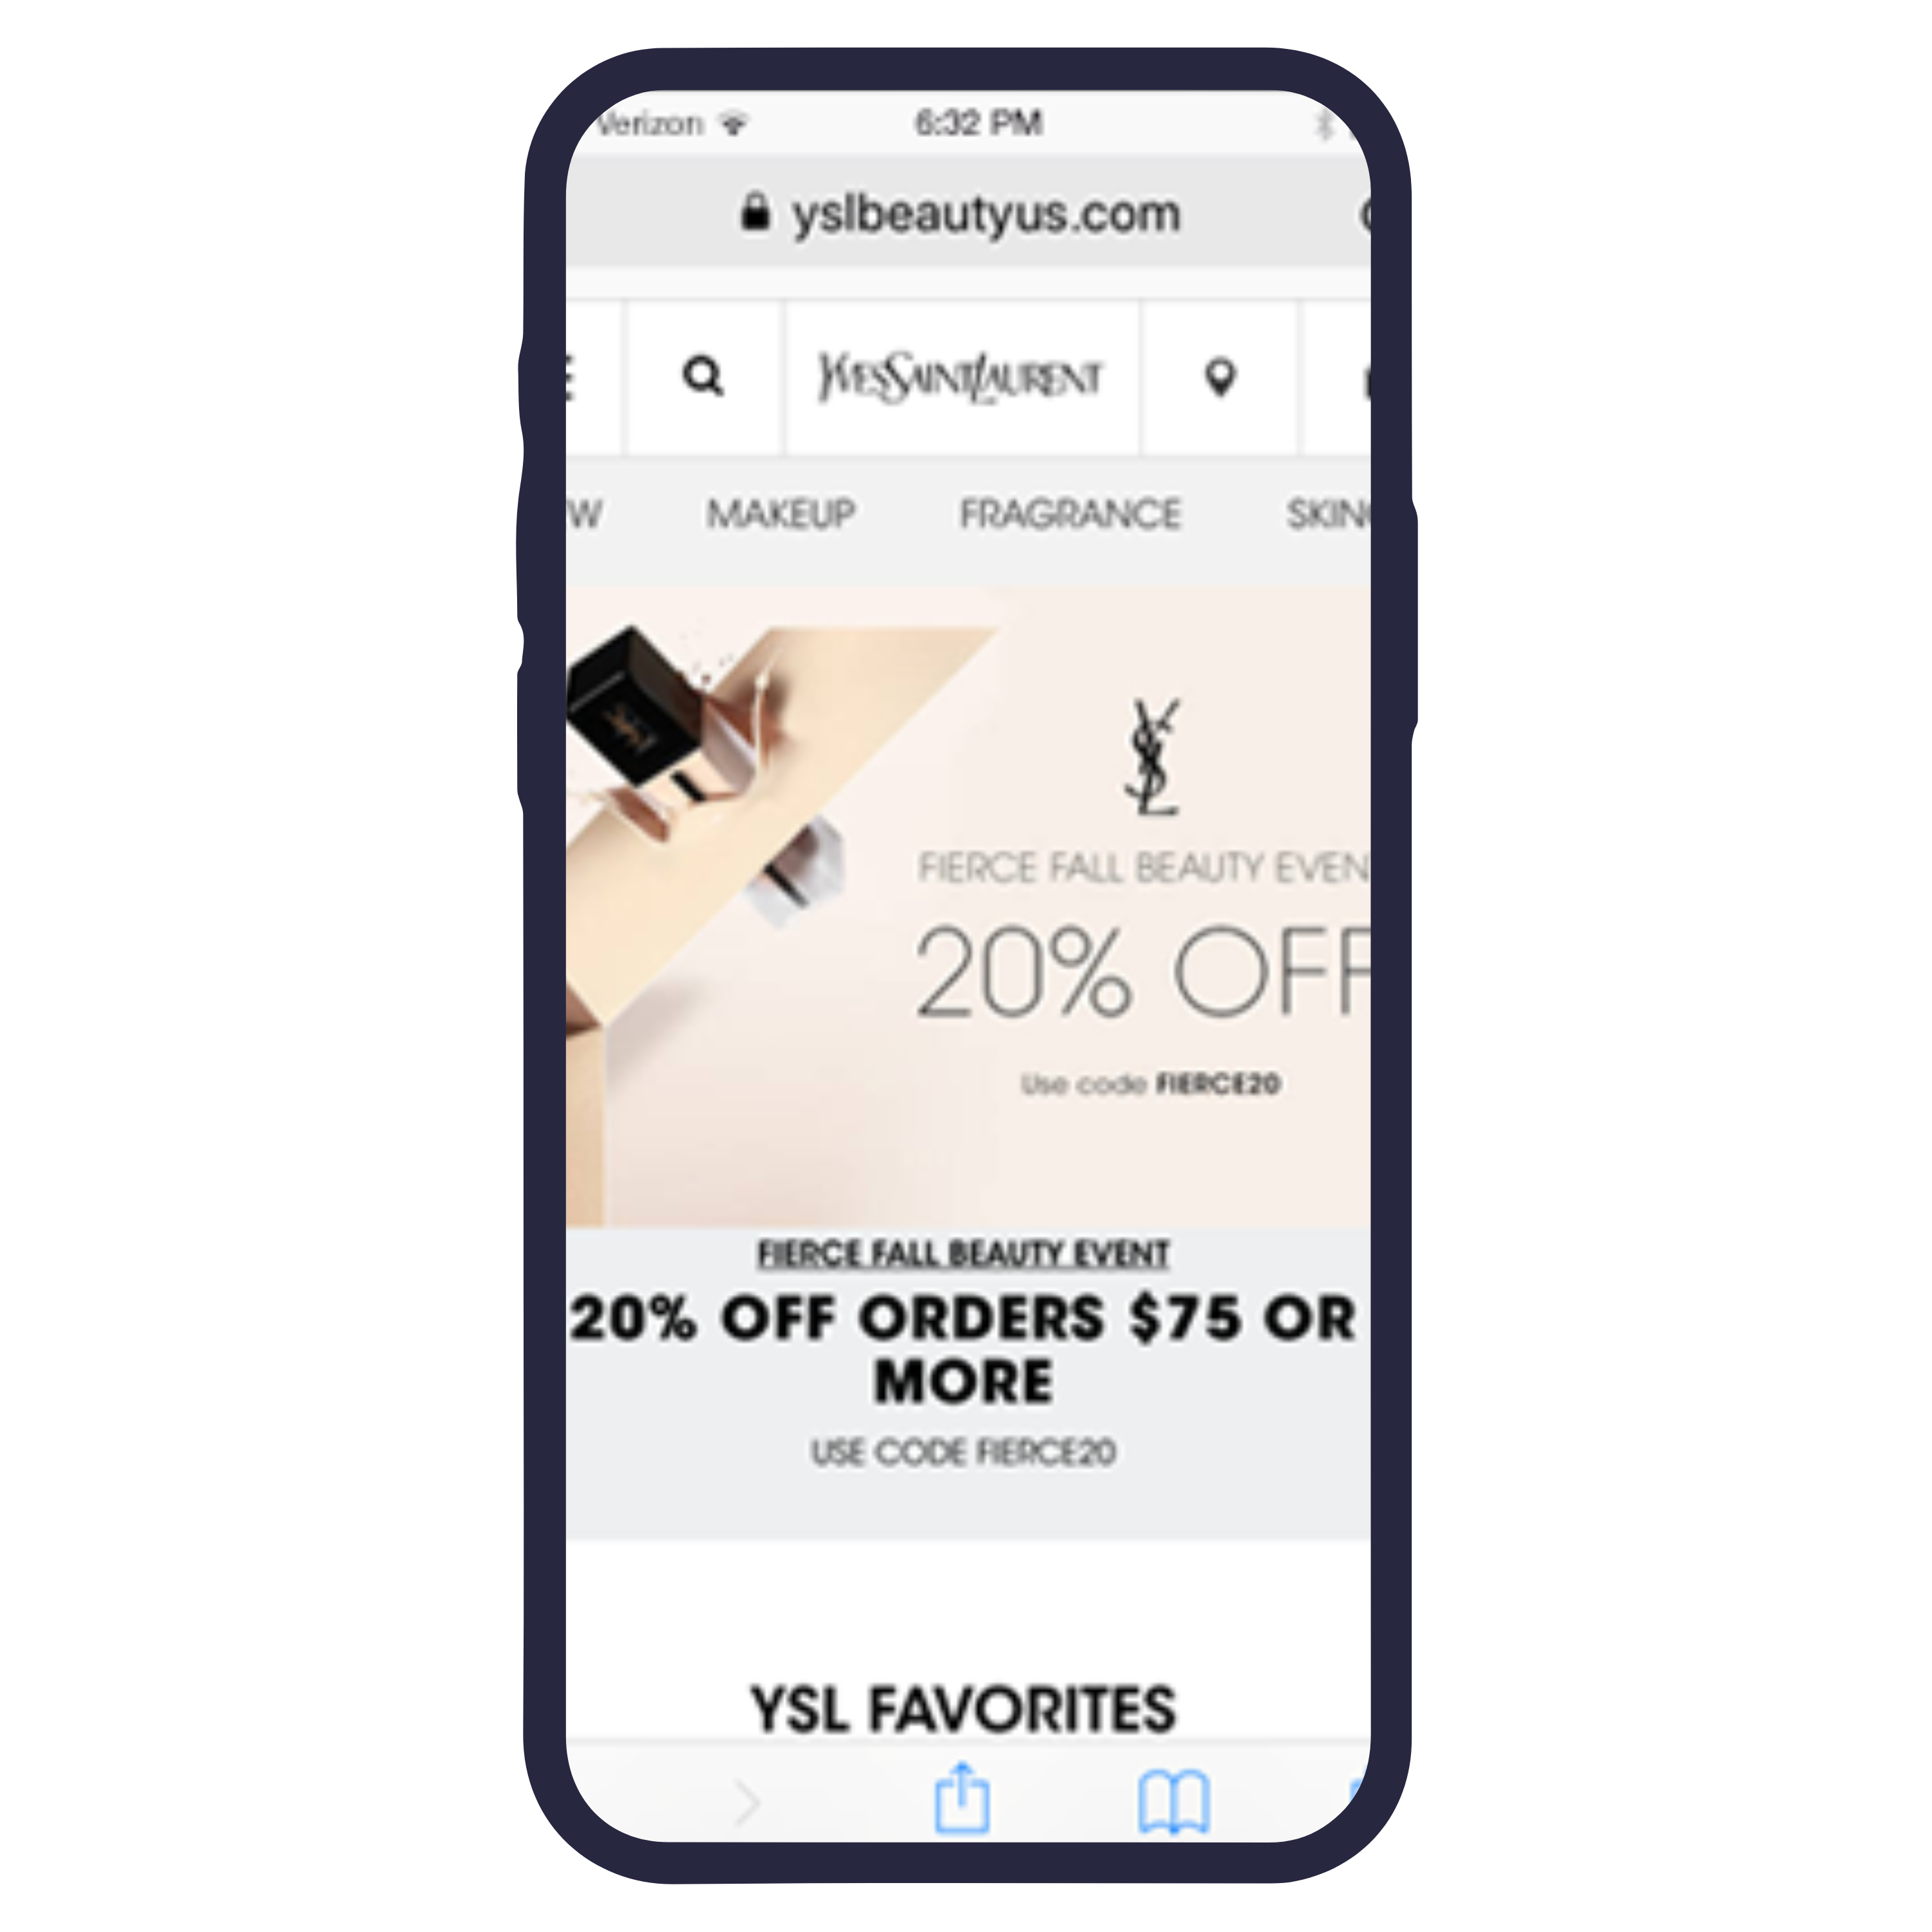 Verizon 6:32 PM
yslbeautyus.com
YVESSAINTLAURENT
W MAKEUP FRAGRANCE SKINC
YSL
FIERCE FALL BEAUTY EVEN
20% OFF
Use code FIERCE20
FIERCE FALL BEAUTY EVENT
20% OFF ORDERS $75 OR
MORE
USE CODE FIERCE20
YSL FAVORITES